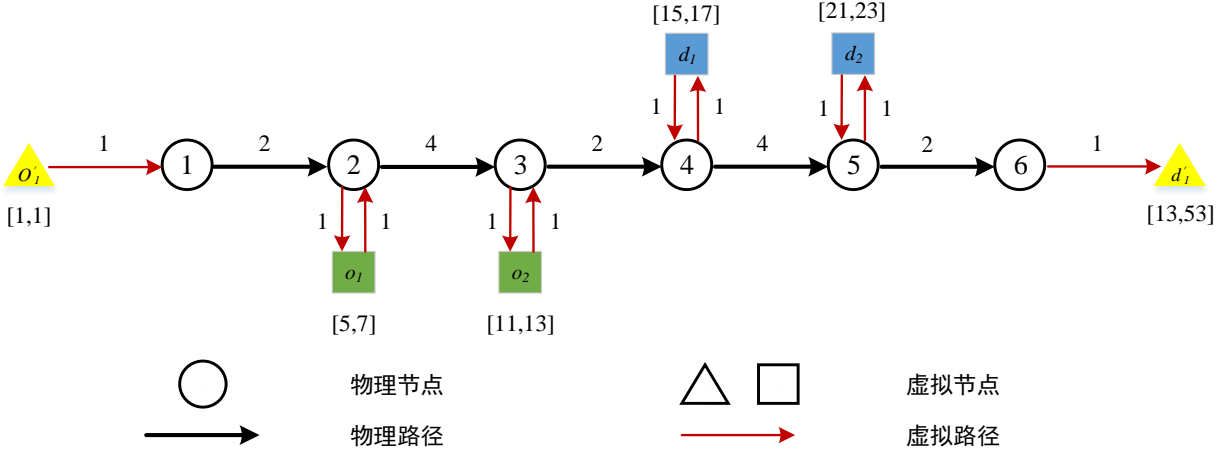 [15,17] [21,23]
d₁ d₂
1 1 1 1
1 2 4 2 4 2 1
O'₁ 1 2 3 4 5 6 d'₁
[1,1] [13,53]
1 1 1 1
o₁ o₂
[5,7] [11,13]
物理节点 虚拟节点
物理路径 虚拟路径